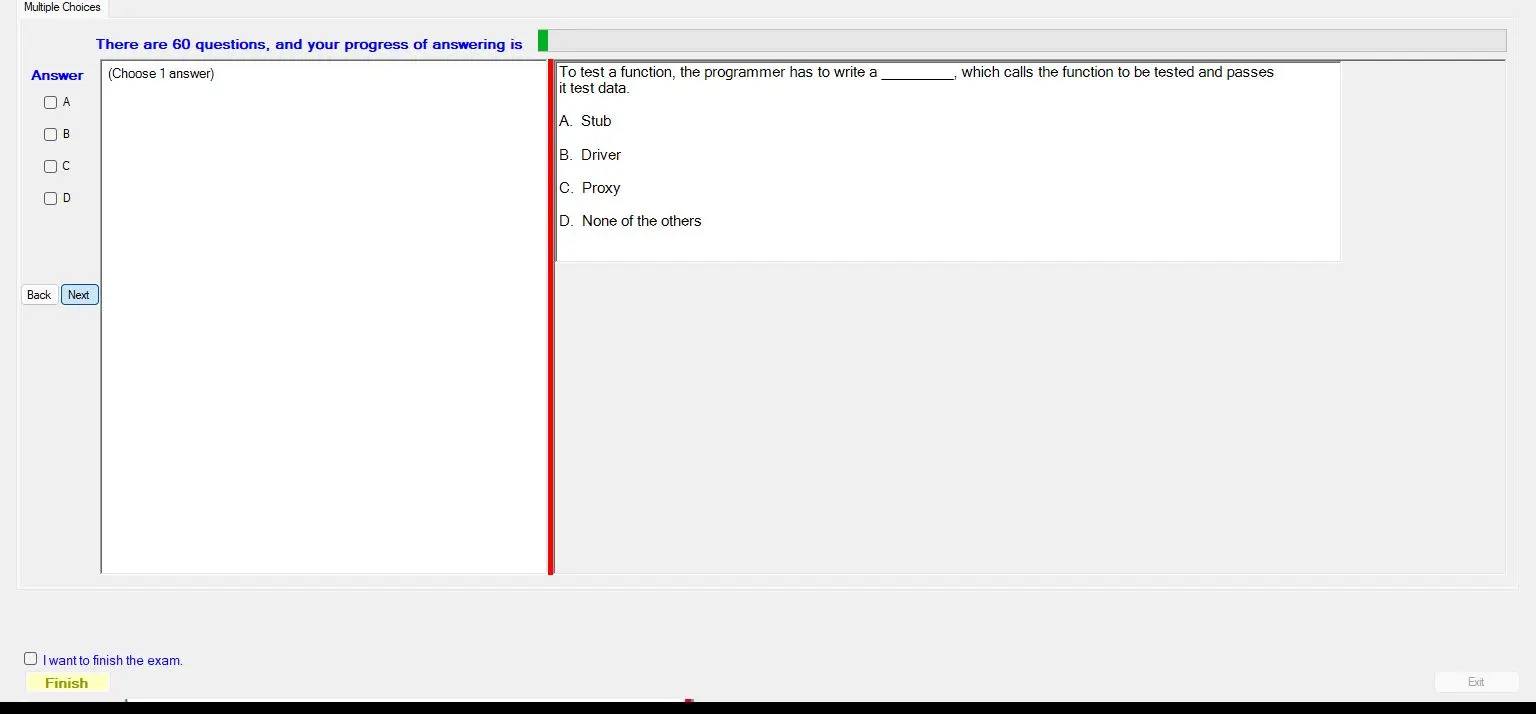 Multiple Choices
There are 60 questions, and your progress of answering is
Answer
(Choose 1 answer)
A
B
C
D
Back
Next
To test a function, the programmer has to write a _________, which calls the function to be tested and passes
it test data.
A. Stub
B. Driver
C. Proxy
D. None of the others
I want to finish the exam.
Finish
Exit